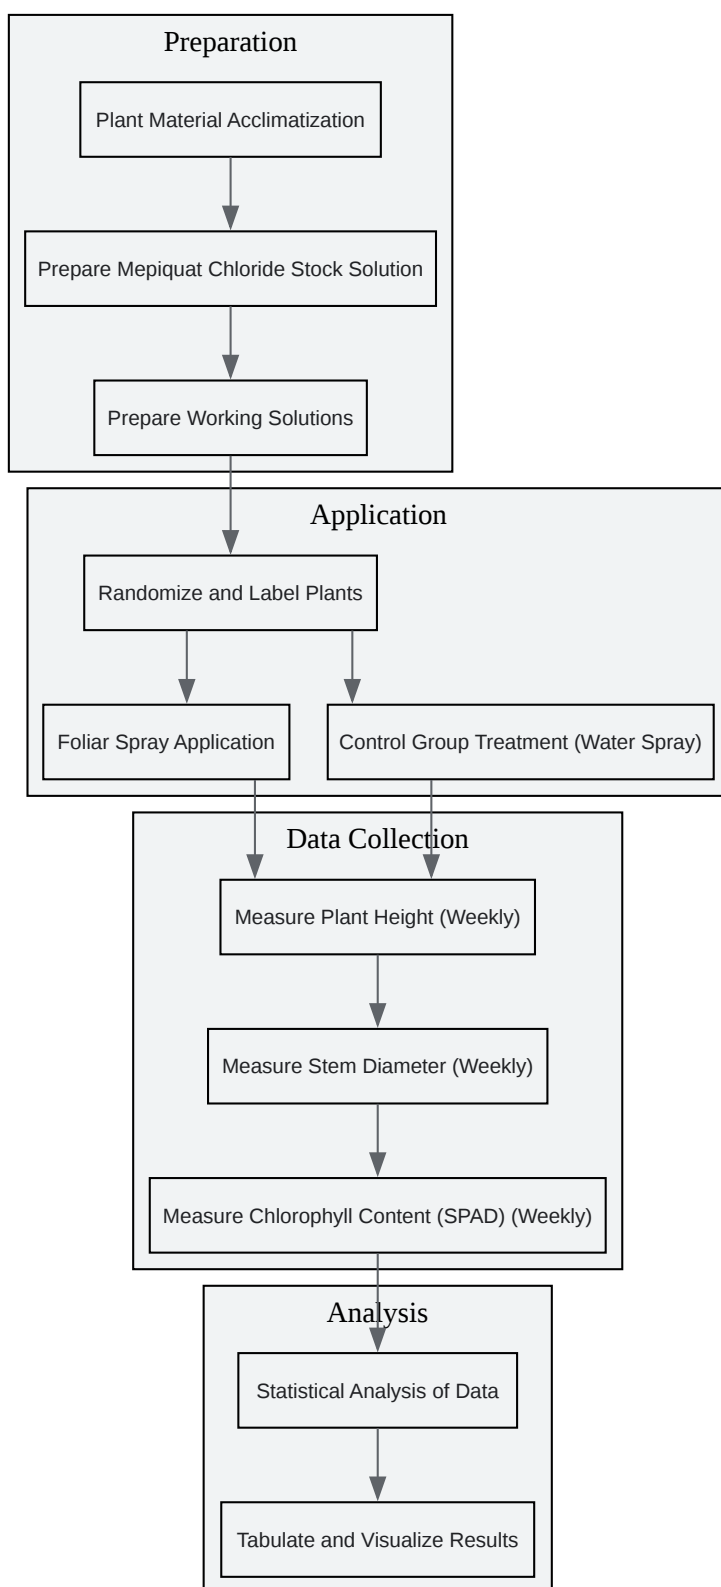 Preparation
Plant Material Acclimatization
Prepare Mepiquat Chloride Stock Solution
Prepare Working Solutions
Application
Randomize and Label Plants
Foliar Spray Application
Control Group Treatment (Water Spray)
Data Collection
Measure Plant Height (Weekly)
Measure Stem Diameter (Weekly)
Measure Chlorophyll Content (SPAD) (Weekly)
Analysis
Statistical Analysis of Data
Tabulate and Visualize Results